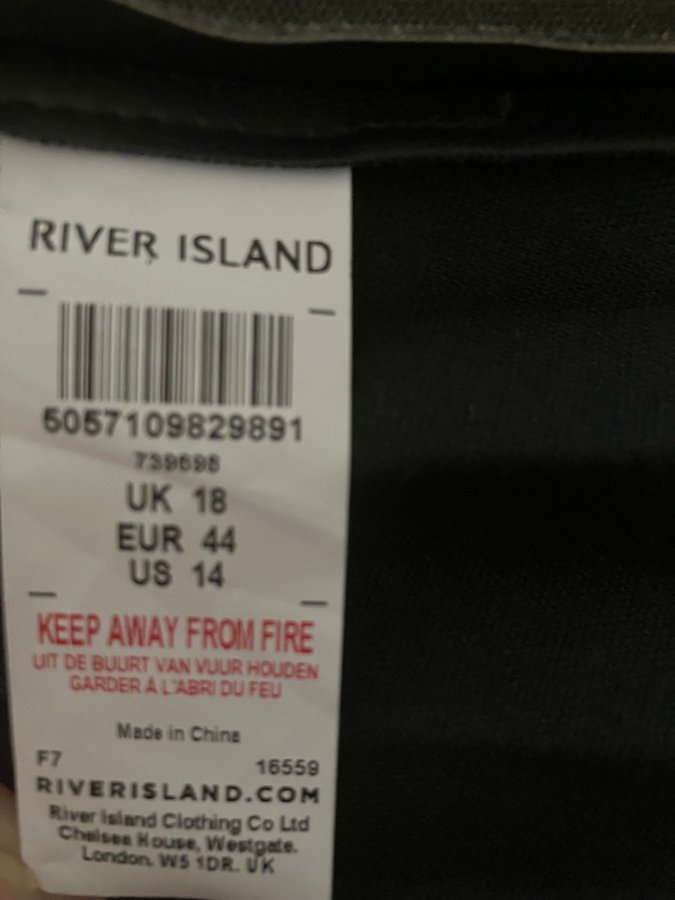 RIVER ISLAND
5057109829891
739698
UK 18
EUR 44
US 14
KEEP AWAY FROM FIRE
UIT DE BUURT VAN VUUR HOUDEN
GARDER À L'ABRI DU FEU
Made in China
F7 16559
RIVERISLAND.COM
River Island Clothing Co Ltd
Chelsea House, Westgate.
London. W5 1DR. UK